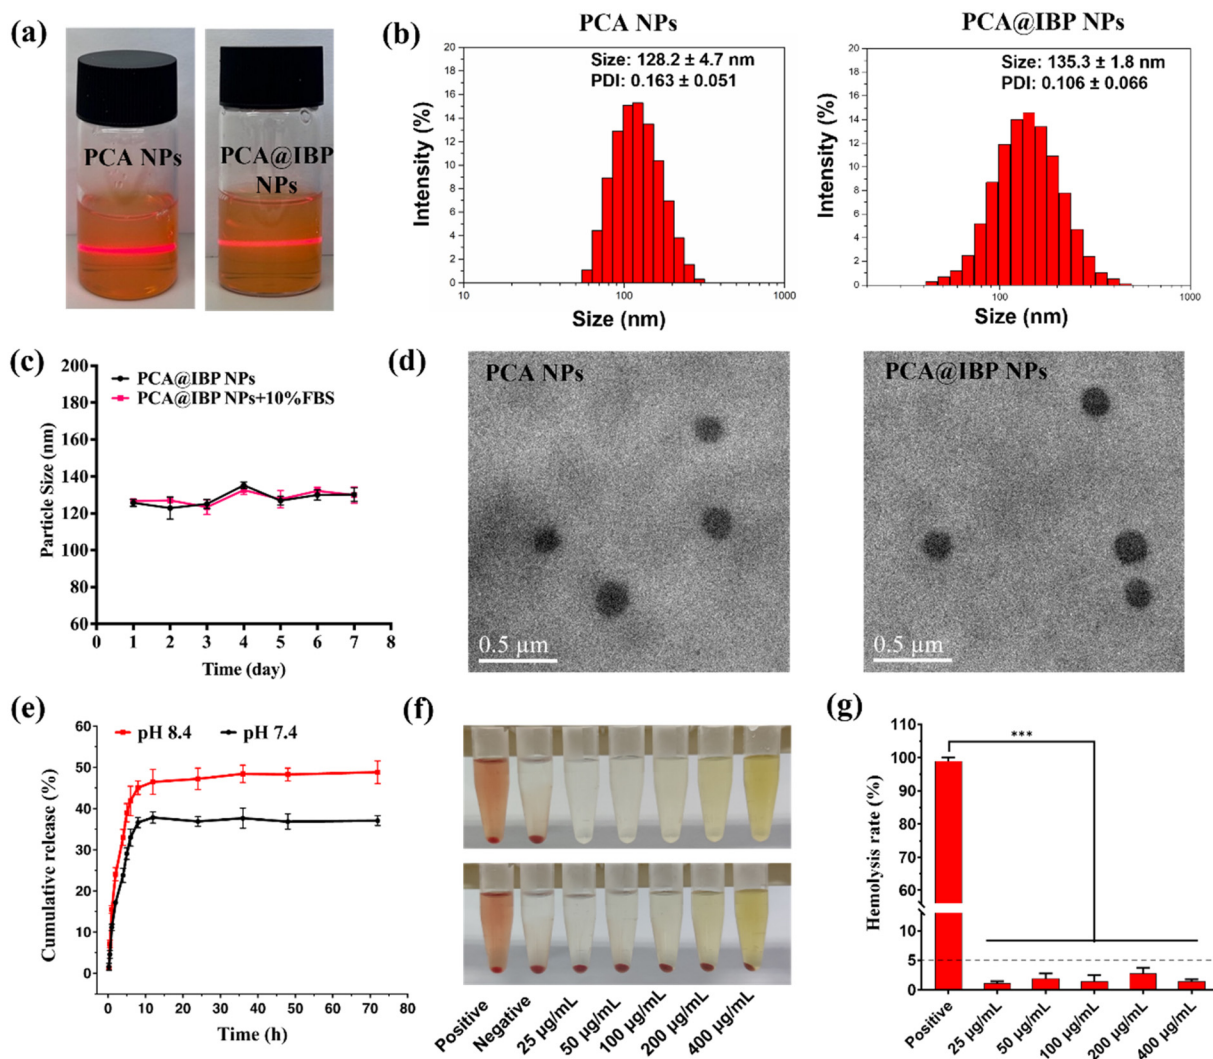 (a)
PCA NPs
PCA@IBP
NPs
(b)
PCA NPs
Size: 128.2 ± 4.7 nm
PDI: 0.163 ± 0.051
Intensity (%)
20
18
16
14
12
10
8
6
4
2
0
10
100
1000
Size (nm)
PCA@IBP NPs
Size: 135.3 ± 1.8 nm
PDI: 0.106 ± 0.066
Intensity (%)
20
18
16
14
12
10
8
6
4
2
0
100
1000
Size (nm)
(c)
PCA@IBP NPs
PCA@IBP NPs+10%FBS
Particle Size (nm)
200
180
160
140
120
100
80
60
0 1 2 3 4 5 6 7 8
Time (day)
(d)
PCA NPs
0.5 µm
PCA@IBP NPs
0.5 µm
(e)
pH 8.4
pH 7.4
Cumulative release (%)
60
50
40
30
20
10
0
0 10 20 30 40 50 60 70 80
Time (h)
(f)
Positive
Negative
25 µg/mL
50 µg/mL
100 µg/mL
200 µg/mL
400 µg/mL
(g)
***
Hemolysis rate (%)
110
100
90
80
70
60
10
5
0
Positive
25 µg/mL
50 µg/mL
100 µg/mL
200 µg/mL
400 µg/mL